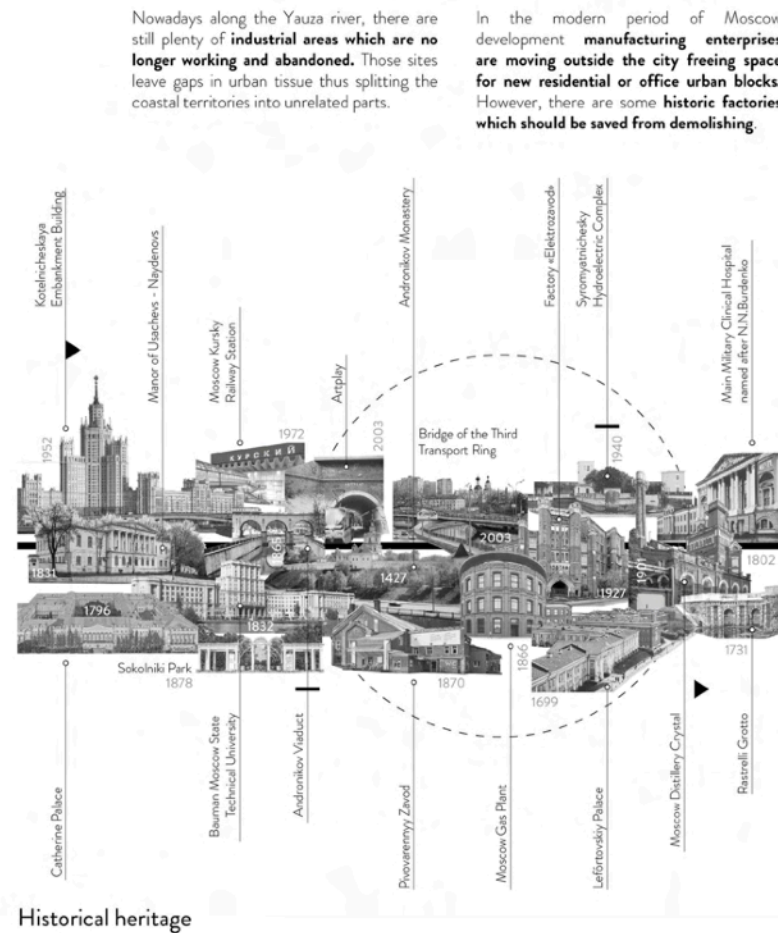 Nowadays along the Yauza river, there are
still plenty of industrial areas which are no
longer working and abandoned. Those sites
leave gaps in urban tissue thus splitting the
coastal territories into unrelated parts.
In the modern period of Moscow
development manufacturing enterprises
are moving outside the city freeing space
for new residential or office urban blocks.
However, there are some historic factories
which should be saved from demolishing.
Kotelnicheskaya
Embankment Building
Manor of Usachevs - Naydenovs
Moscow Kursky
Railway Station
Artplay
Andronikov Monastery
Factory «Elektrozavod»
Syromyatnichesky
Hydroelectric Complex
Main Military Clinical Hospital
named after N.N.Burdenko
1952
1972
2003
Bridge of the Third
Transport Ring
1940
КУРСКИЙ
2003
1831
1865
1427
1927
1901
1802
1796
1832
Sokolniki Park
1878
1870
1866
1699
1731
Catherine Palace
Bauman Moscow State
Technical University
Andronikov Viaduct
Pivovarennyy Zavod
Moscow Gas Plant
Lefórtovskiy Palace
Moscow Distillery Crystal
Rastrelli Grotto
Historical heritage